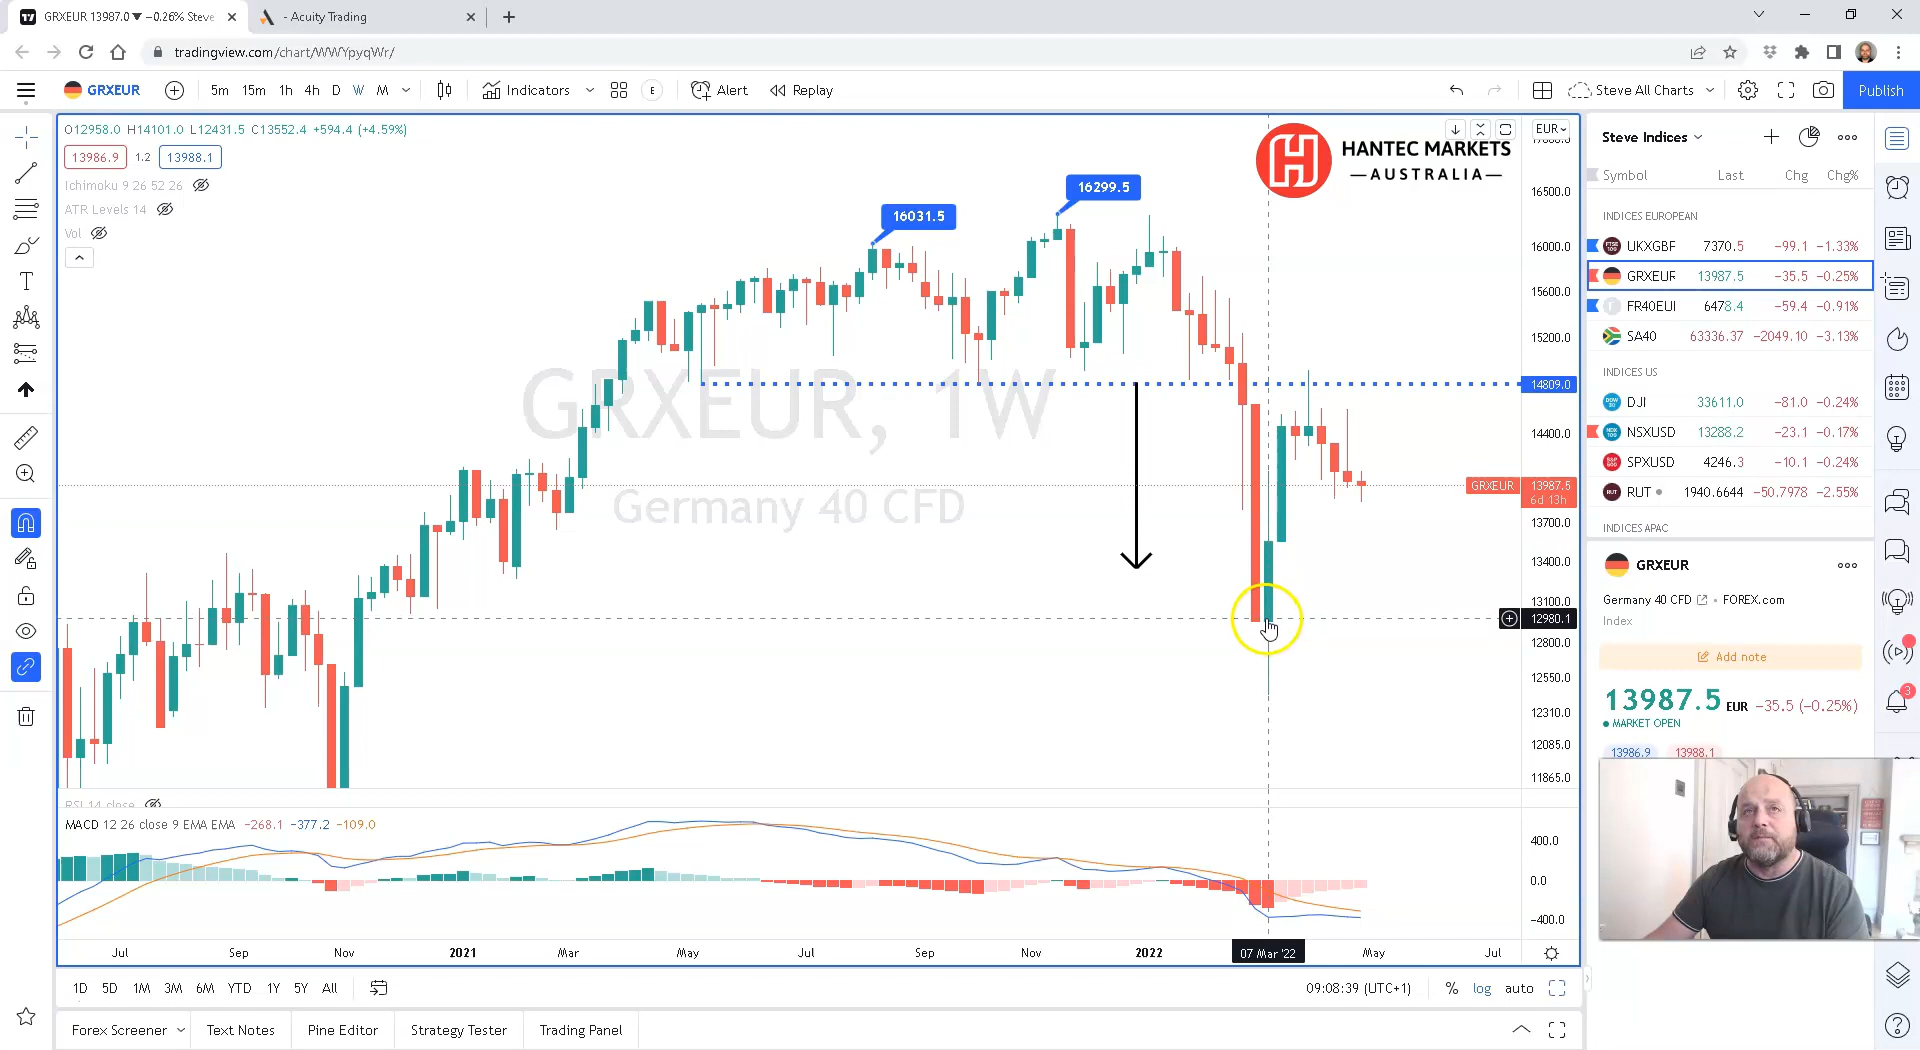 GRXEUR 13987.0 ▼ −0.26% Steve
- Acuity Trading
tradingview.com/chart/WWYpyqWr/
GRXEUR
5m 15m 1h 4h D W M
Indicators
E
Alert
Replay
Steve All Charts
Publish
O12958.0 H14101.0 L12431.5 C13552.4 +594.4 (+4.59%)
13986.9 1.2 13988.1
Ichimoku 9 26 52 26
ATR Levels 14
Vol
16031.5
16299.5
HANTEC MARKETS
—AUSTRALIA—
EUR
16500.0
16000.0
15600.0
15200.0
14809.0
14400.0
GRXEUR 13987.5
6d 13h
13700.0
13400.0
13100.0
12980.1
12800.0
12550.0
12310.0
12085.0
11865.0
GRXEUR, 1W
Germany 40 CFD
RSI 14 close
MACD 12 26 close 9 EMA EMA −268.1 −377.2 −109.0
400.0
0.0
−400.0
Jul Sep Nov 2021 Mar May Jul Sep Nov 2022 07 Mar '22 May Jul
1D 5D 1M 3M 6M YTD 1Y 5Y All
09:08:39 (UTC+1) % log auto
Forex Screener Text Notes Pine Editor Strategy Tester Trading Panel
Steve Indices
Symbol Last Chg Chg%
INDICES EUROPEAN
UKXGBF 7370.5 −99.1 −1.33%
GRXEUR 13987.5 −35.5 −0.25%
FR40EUI 6478.4 −59.4 −0.91%
SA40 63336.37 −2049.10 −3.13%
INDICES US
DJI 33611.0 −81.0 −0.24%
NSXUSD 13288.2 −23.1 −0.17%
SPXUSD 4246.3 −10.1 −0.24%
RUT 1940.6644 −50.7978 −2.55%
INDICES APAC
GRXEUR
Germany 40 CFD • FOREX.com
Index
Add note
13987.5 EUR −35.5 (−0.25%)
MARKET OPEN
13986.9 13988.1
3